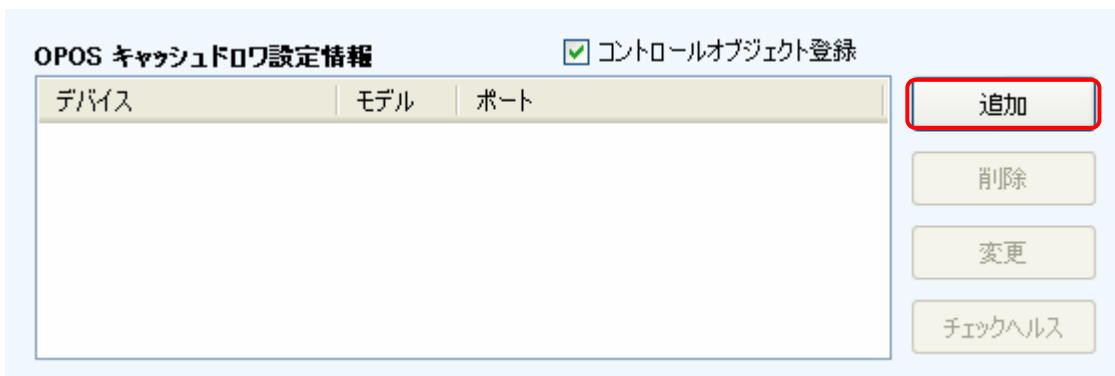 OPOS キャッシュドロワ設定情報
コントロールオブジェクト登録
デバイス モデル ポート
追加
削除
変更
チェックヘルス